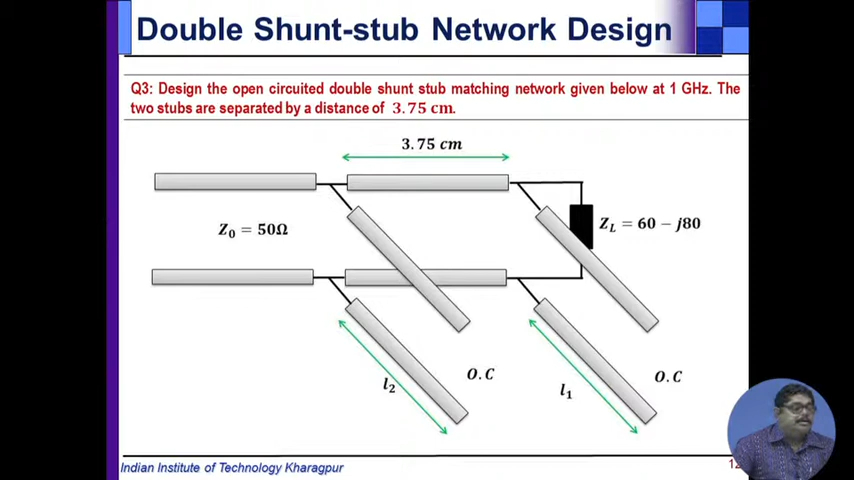 Double Shunt-stub Network Design
Q3: Design the open circuited double shunt stub matching network given below at 1 GHz. The
two stubs are separated by a distance of 3.75 cm.
3.75 cm
Z₀ = 50Ω
Z_L = 60 − j80
O.C
O.C
l₂
l₁
Indian Institute of Technology Kharagpur